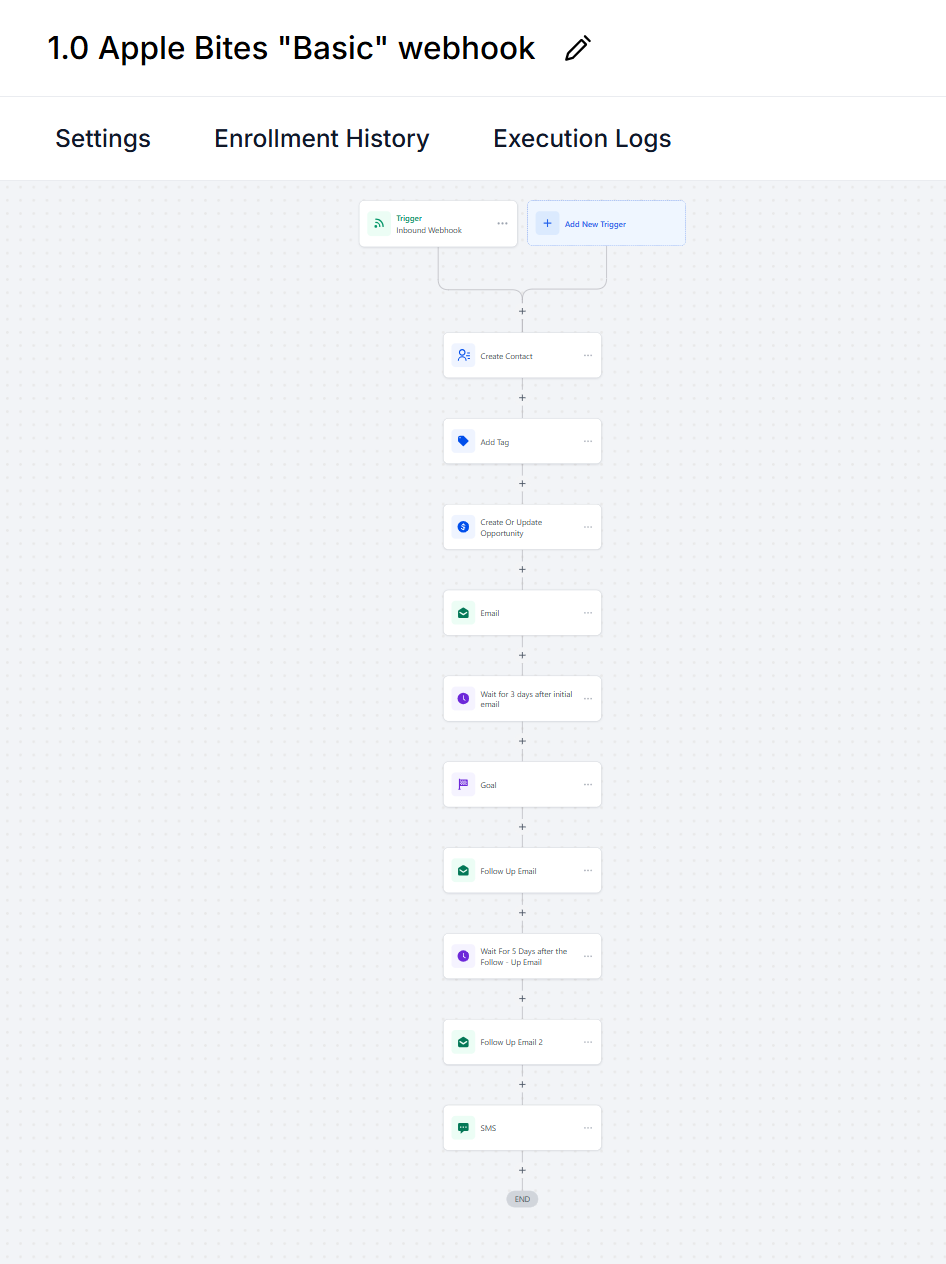 1.0 Apple Bites "Basic" webhook
Settings
Enrollment History
Execution Logs
Trigger
Inbound Webhook
Add New Trigger
Create Contact
Add Tag
Create Or Update
Opportunity
Email
Wait for 3 days after initial
email
Goal
Follow Up Email
Wait For 5 Days after the
Follow - Up Email
Follow Up Email 2
SMS
END